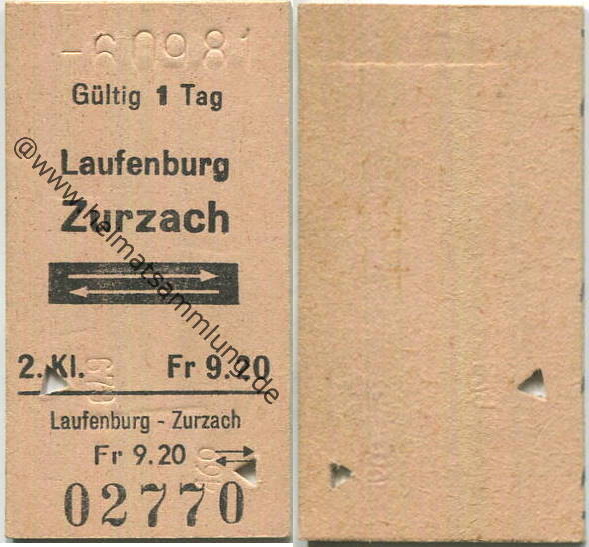 -6 09 81
Gültig 1 Tag
Laufenburg
Zurzach
2. Kl. Fr 9.20
Laufenburg - Zurzach
Fr 9.20
02770
@www.heimatsammlung.de